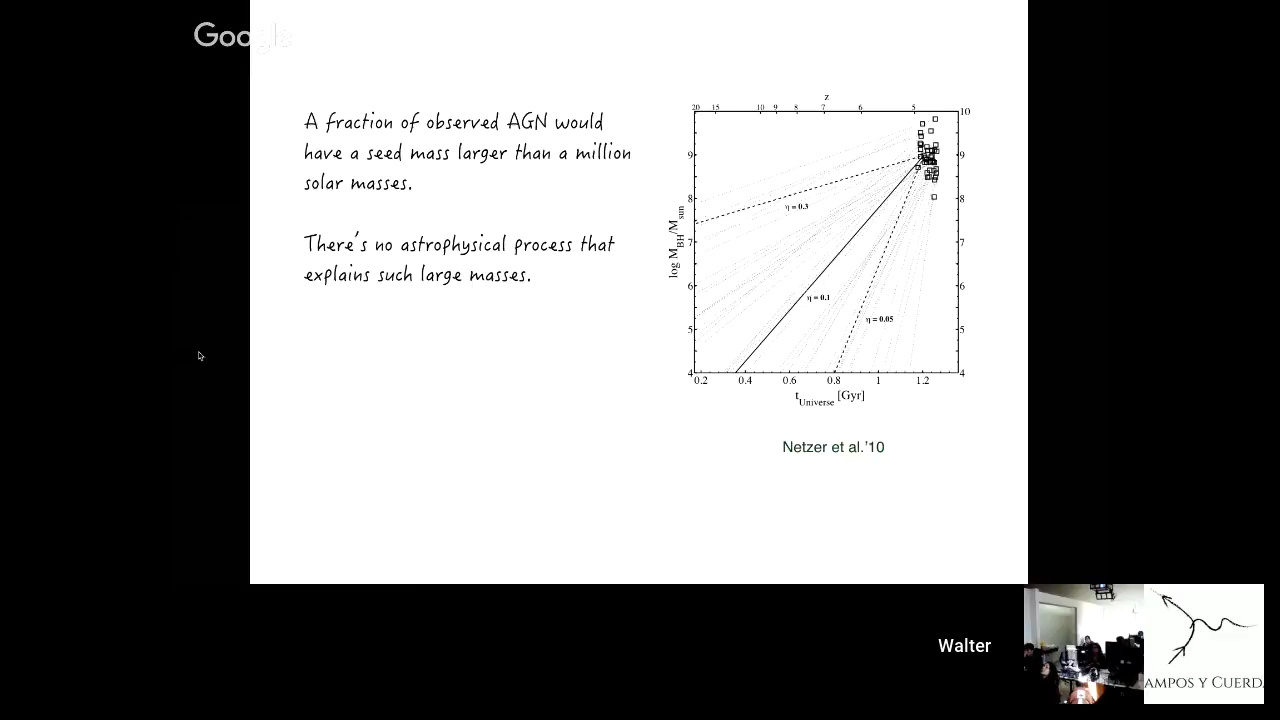 Google
A fraction of observed AGN would
have a seed mass larger than a million
solar masses.
There's no astrophysical process that
explains such large masses.
z
20 15 10 9 8 7 6 5
10
9 9
8 8
7 7
6 6
5 5
4 4
log M_BH/M_sun
η = 0.3
η = 0.1
η = 0.05
0.2 0.4 0.6 0.8 1 1.2
t_Universe [Gyr]
Netzer et al.'10
Walter
AMPOS Y CUERD